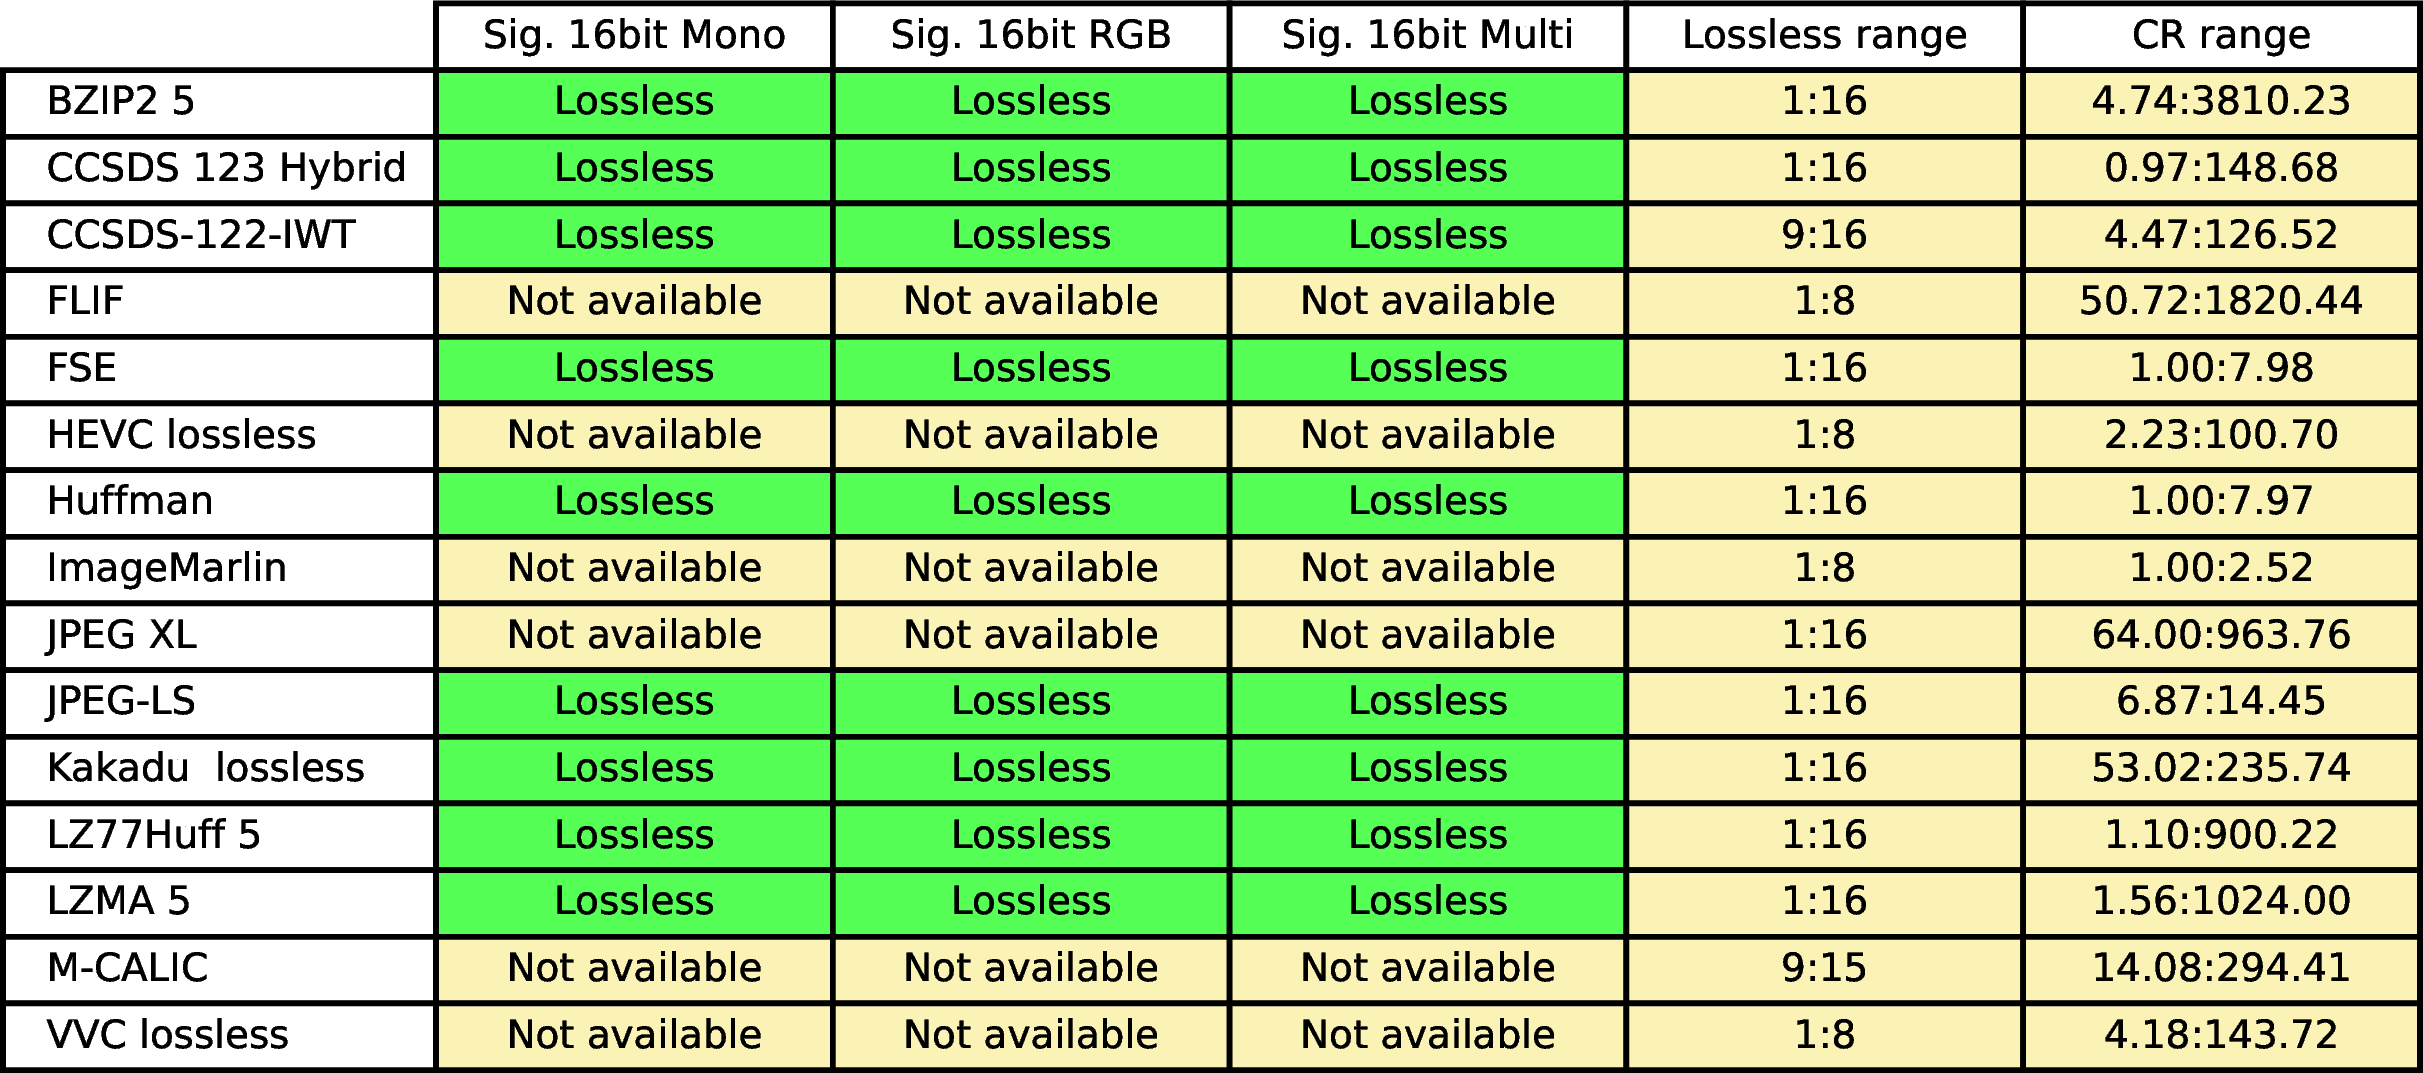 Sig. 16bit Mono Sig. 16bit RGB Sig. 16bit Multi Lossless range CR range
BZIP2 5 Lossless Lossless Lossless 1:16 4.74:3810.23
CCSDS 123 Hybrid Lossless Lossless Lossless 1:16 0.97:148.68
CCSDS-122-IWT Lossless Lossless Lossless 9:16 4.47:126.52
FLIF Not available Not available Not available 1:8 50.72:1820.44
FSE Lossless Lossless Lossless 1:16 1.00:7.98
HEVC lossless Not available Not available Not available 1:8 2.23:100.70
Huffman Lossless Lossless Lossless 1:16 1.00:7.97
ImageMarlin Not available Not available Not available 1:8 1.00:2.52
JPEG XL Not available Not available Not available 1:16 64.00:963.76
JPEG-LS Lossless Lossless Lossless 1:16 6.87:14.45
Kakadu  lossless Lossless Lossless Lossless 1:16 53.02:235.74
LZ77Huff 5 Lossless Lossless Lossless 1:16 1.10:900.22
LZMA 5 Lossless Lossless Lossless 1:16 1.56:1024.00
M-CALIC Not available Not available Not available 9:15 14.08:294.41
VVC lossless Not available Not available Not available 1:8 4.18:143.72